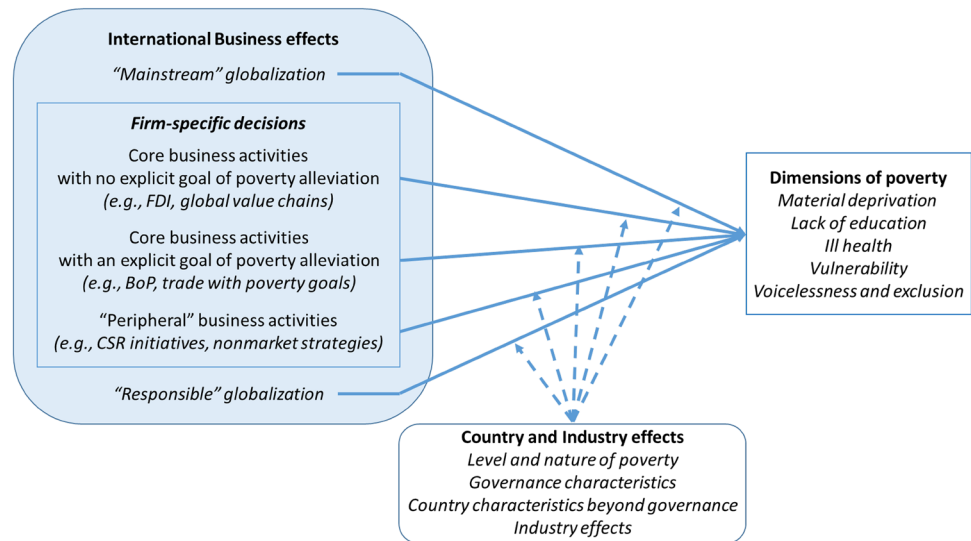 International Business effects
“Mainstream” globalization
Firm-specific decisions
Core business activities
with no explicit goal of poverty alleviation
(e.g., FDI, global value chains)
Core business activities
with an explicit goal of poverty alleviation
(e.g., BoP, trade with poverty goals)
“Peripheral” business activities
(e.g., CSR initiatives, nonmarket strategies)
“Responsible” globalization
Dimensions of poverty
Material deprivation
Lack of education
Ill health
Vulnerability
Voicelessness and exclusion
Country and Industry effects
Level and nature of poverty
Governance characteristics
Country characteristics beyond governance
Industry effects